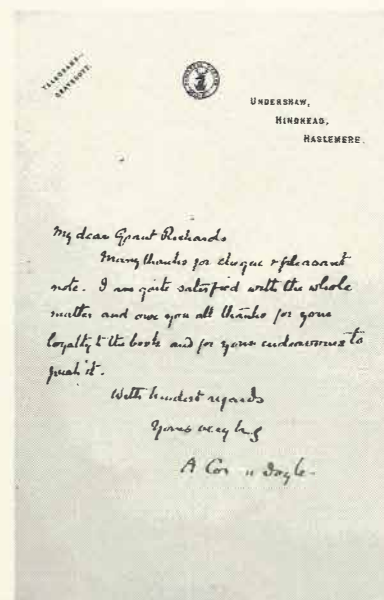 TELEGRAMS—
GRAYSHOTT.
UNDERSHAW,
HINDHEAD,
HASLEMERE.
My dear Grant Richards
Many thanks for cheque & pleasant
note. I am quite satisfied with the whole
matter and owe you all thanks for your
loyalty to the book and for your endeavours to
push it.
With kindest regards
Yours very truly
A Conan Doyle.